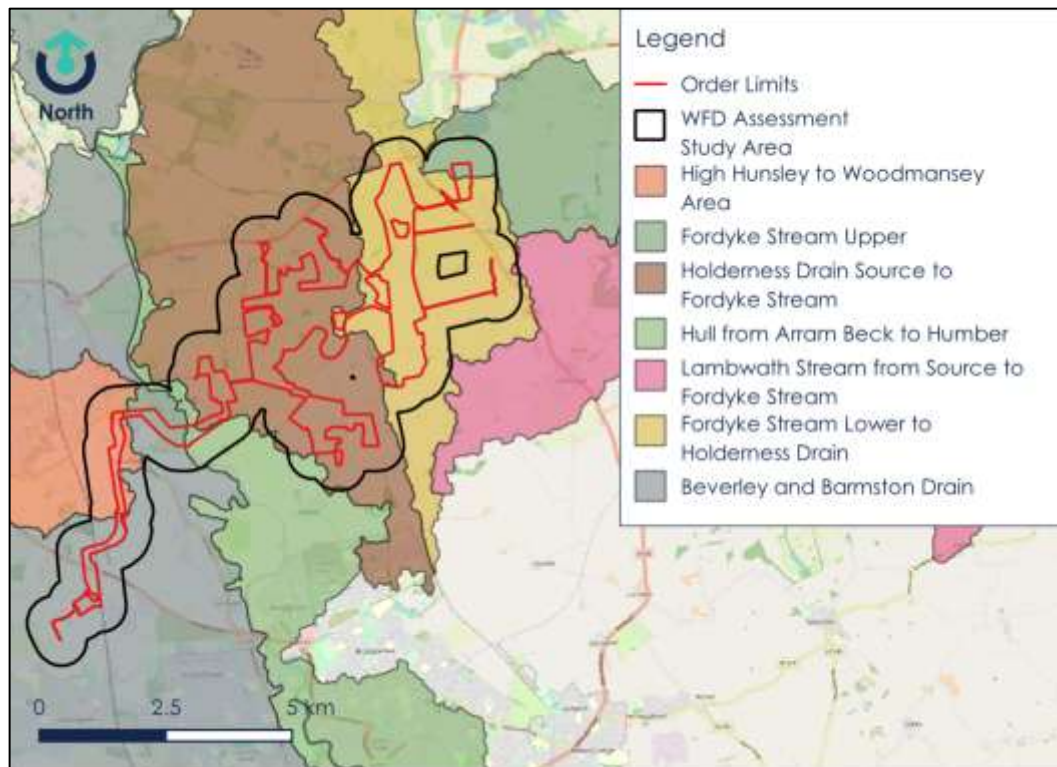 North
Legend
Order Limits
WFD Assessment
Study Area
High Hunsley to Woodmansey
Area
Fordyke Stream Upper
Holderness Drain Source to
Fordyke Stream
Hull from Arram Beck to Humber
Lambwath Stream from Source to
Fordyke Stream
Fordyke Stream Lower to
Holderness Drain
Beverley and Barmston Drain
0 2.5 5 km